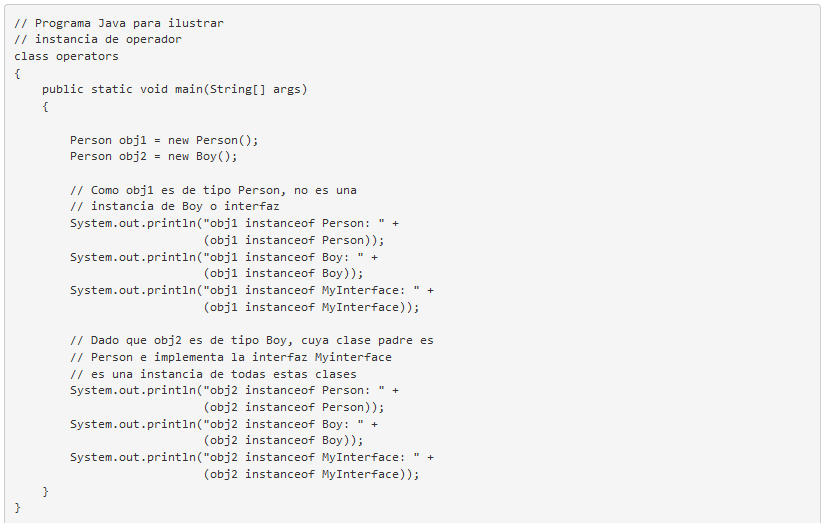 // Programa Java para ilustrar
// instancia de operador
class operators
{
    public static void main(String[] args)
    {

        Person obj1 = new Person();
        Person obj2 = new Boy();

        // Como obj1 es de tipo Person, no es una
        // instancia de Boy o interfaz
        System.out.println("obj1 instanceof Person: " +
                           (obj1 instanceof Person));
        System.out.println("obj1 instanceof Boy: " +
                           (obj1 instanceof Boy));
        System.out.println("obj1 instanceof MyInterface: " +
                           (obj1 instanceof MyInterface));

        // Dado que obj2 es de tipo Boy, cuya clase padre es
        // Person e implementa la interfaz Myinterface
        // es una instancia de todas estas clases
        System.out.println("obj2 instanceof Person: " +
                           (obj2 instanceof Person));
        System.out.println("obj2 instanceof Boy: " +
                           (obj2 instanceof Boy));
        System.out.println("obj2 instanceof MyInterface: " +
                           (obj2 instanceof MyInterface));
    }
}